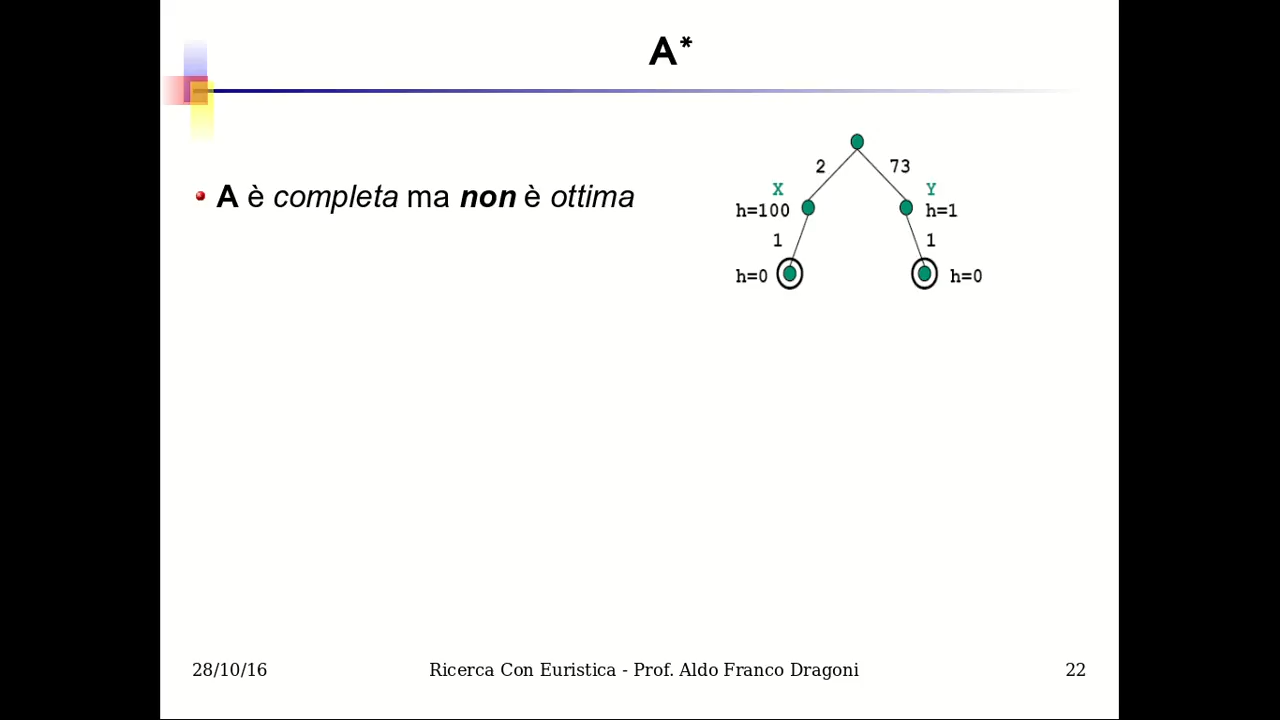 A*
A è completa ma non è ottima
2 73
X Y
h=100 h=1
1 1
h=0 h=0
28/10/16 Ricerca Con Euristica - Prof. Aldo Franco Dragoni 22